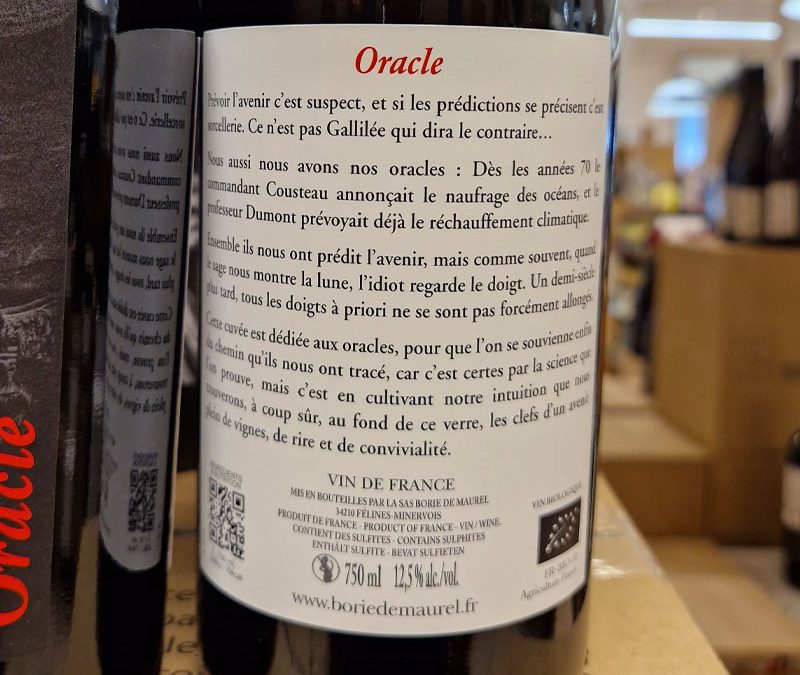 Oracle
Prévoir l'avenir c'est suspect, et si les prédictions se précisent c'est
sorcellerie. Ce n'est pas Gallilée qui dira le contraire...
Nous aussi nous avons nos oracles : Dès les années 70 le
commandant Cousteau annonçait le naufrage des océans, et le
professeur Dumont prévoyait déjà le réchauffement climatique.
Ensemble ils nous ont prédit l'avenir, mais comme souvent, quand
le sage nous montre la lune, l'idiot regarde le doigt. Un demi-siècle
plus tard, tous les doigts à priori ne se sont pas forcément allongés.
Cette cuvée est dédiée aux oracles, pour que l'on se souvienne enfin
du chemin qu'ils nous ont tracé, car c'est certes par la science que
l'on prouve, mais c'est en cultivant notre intuition que nous
trouverons, à coup sûr, au fond de ce verre, les clefs d'un avenir
plein de vignes, de rire et de convivialité.
INGREDIENTS
NUTRITION
VIN DE FRANCE
MIS EN BOUTEILLES PAR LA SAS BORIE DE MAUREL
34210 FÉLINES-MINERVOIS
PRODUIT DE FRANCE - PRODUCT OF FRANCE - VIN / WINE.
CONTIENT DES SULFITES - CONTAINS SULPHITES
ENTHÄLT SULFITE - BEVAT SULFIETEN
750 ml 12,5 % alc./vol.
www.boriedemaurel.fr
VIN BIOLOGIQUE
Agriculture France
Oracle